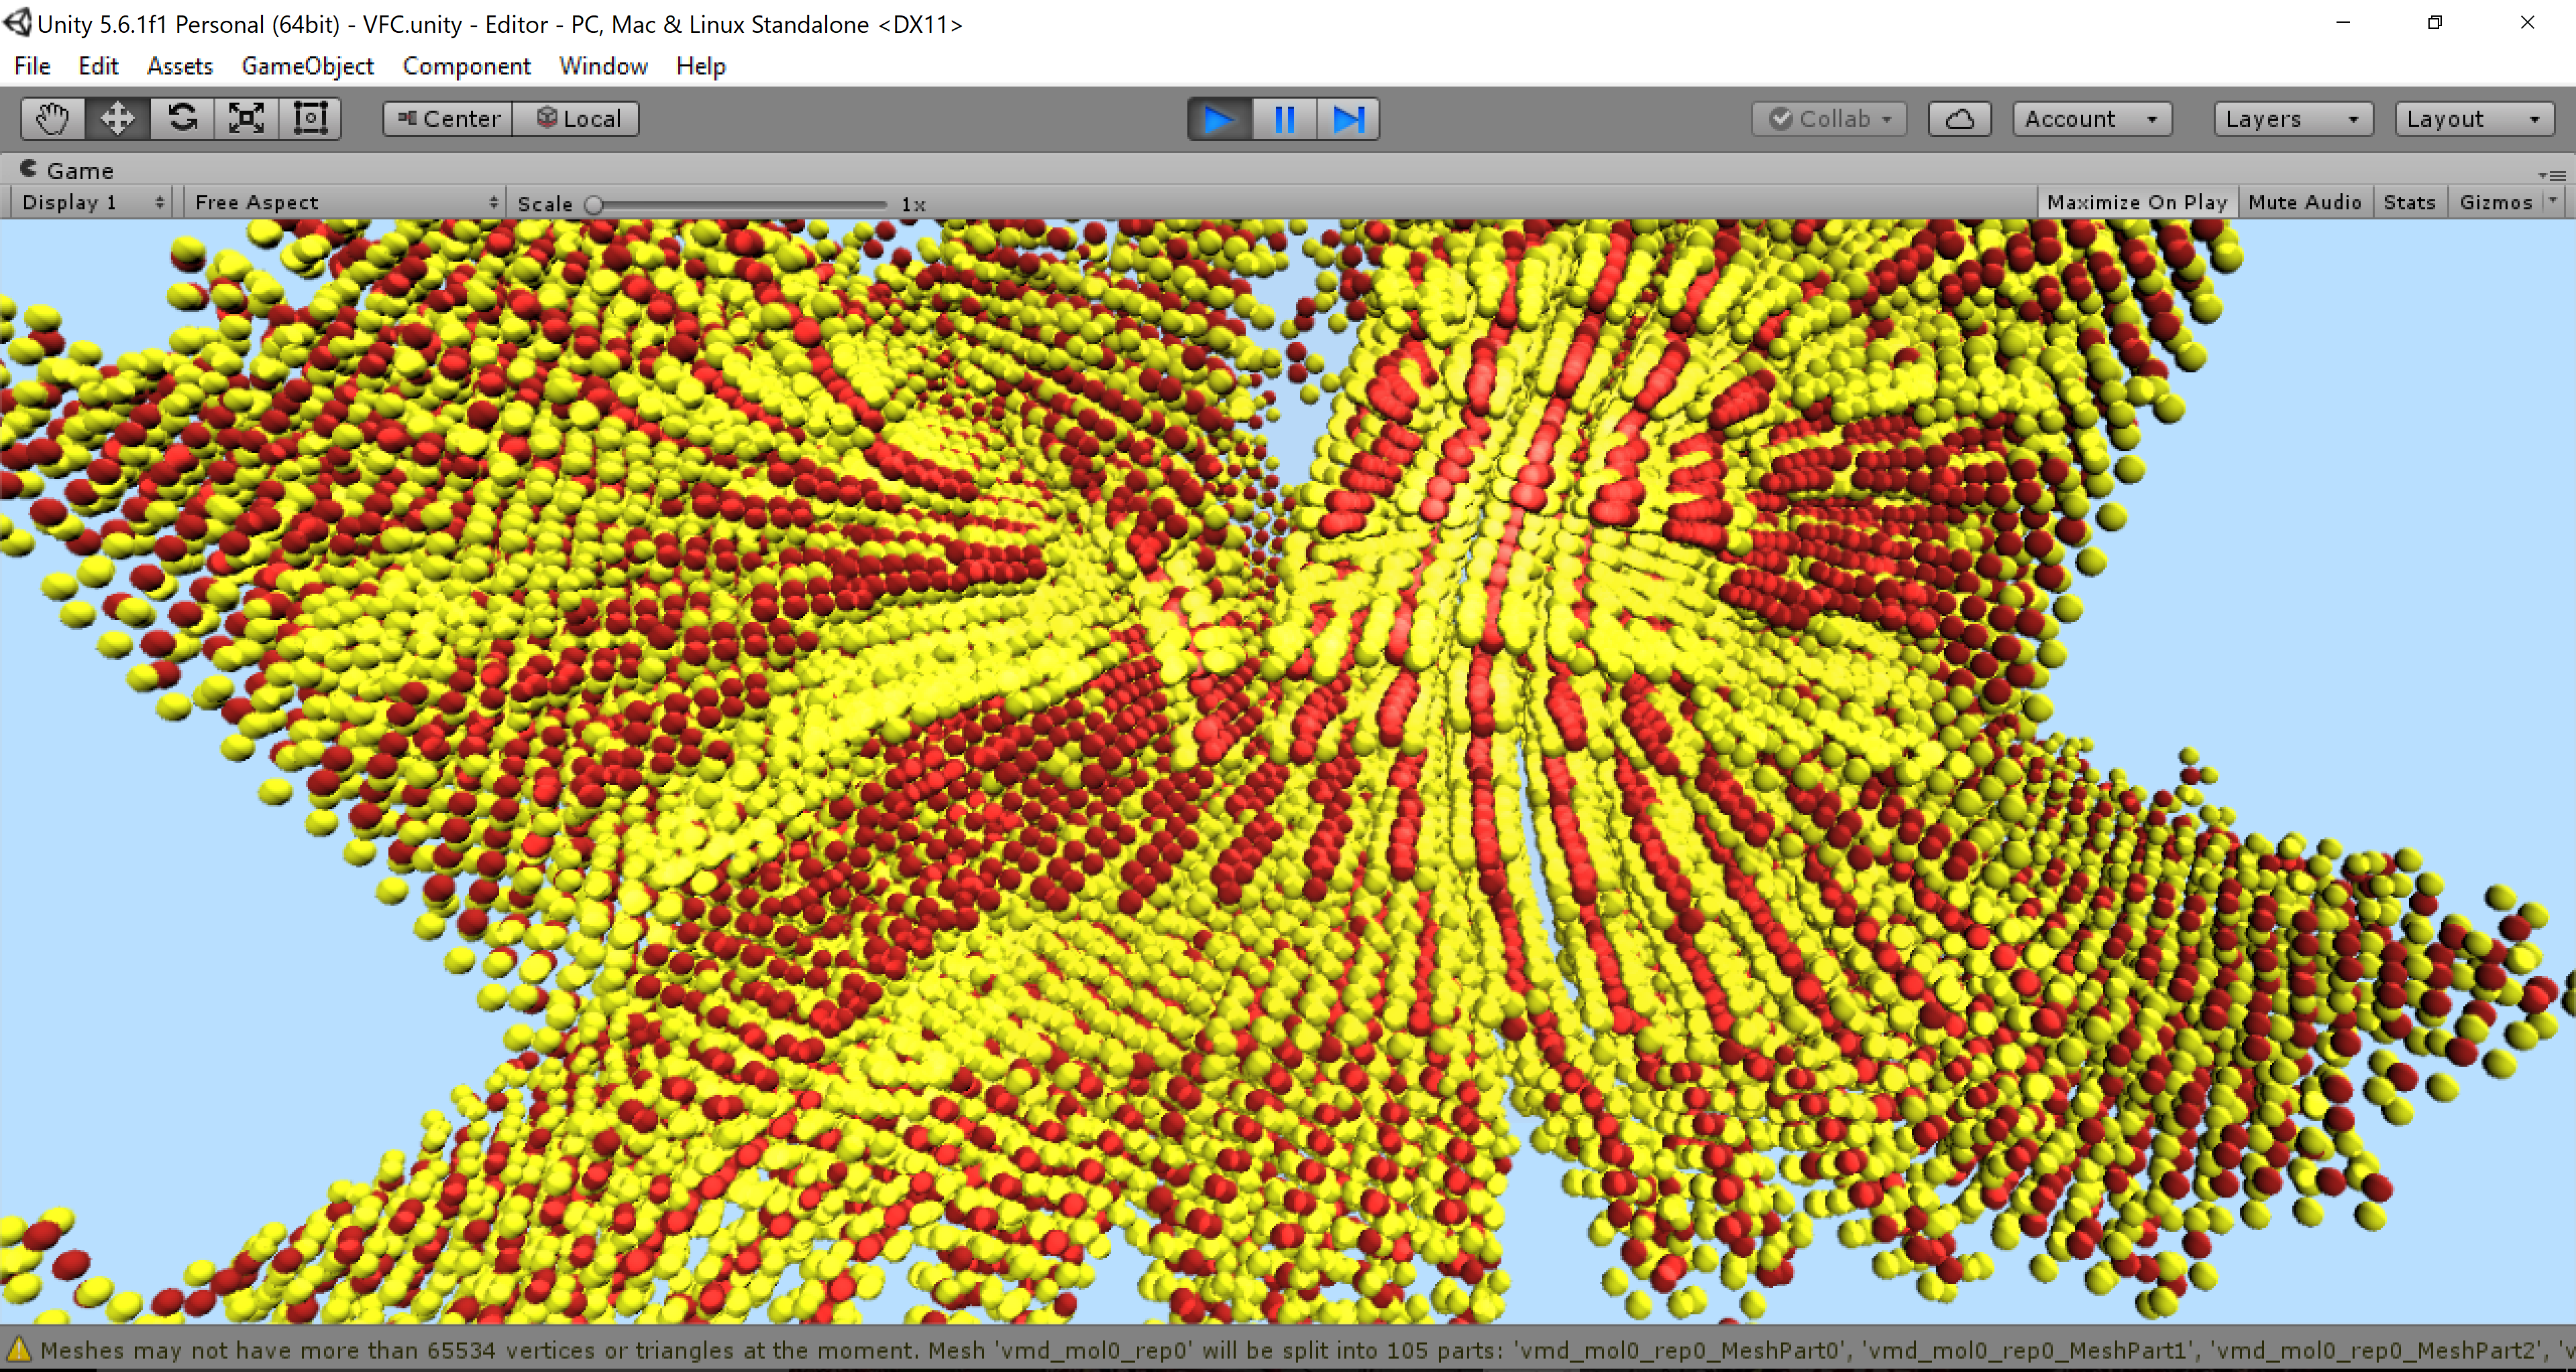 Unity 5.6.1f1 Personal (64bit) - VFC.unity - Editor - PC, Mac & Linux Standalone <DX11>
File Edit Assets GameObject Component Window Help
Center Local Collab Account Layers Layout
Game
Display 1 Free Aspect Scale 1x Maximize On Play Mute Audio Stats Gizmos
Meshes may not have more than 65534 vertices or triangles at the moment. Mesh 'vmd_mol0_rep0' will be split into 105 parts: 'vmd_mol0_rep0_MeshPart0', 'vmd_mol0_rep0_MeshPart1', 'vmd_mol0_rep0_MeshPart2', '